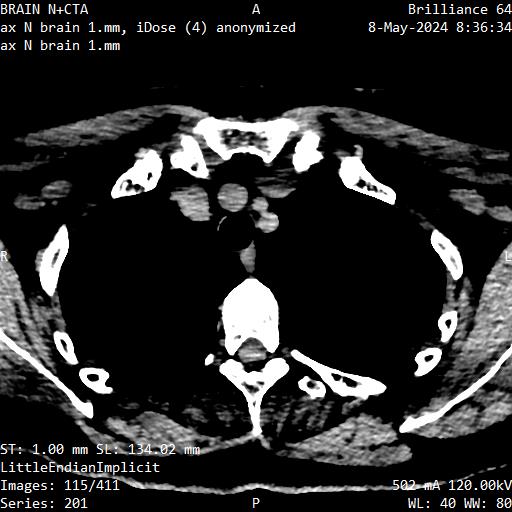 BRAIN N+CTA
A
Brilliance 64
ax N brain 1.mm, iDose (4) anonymized
8-May-2024 8:36:34
ax N brain 1.mm
R
L
ST: 1.00 mm SL: 134.02 mm
LittleEndianImplicit
Images: 115/411
502 mA 120.00kV
Series: 201
P
WL: 40 WW: 80